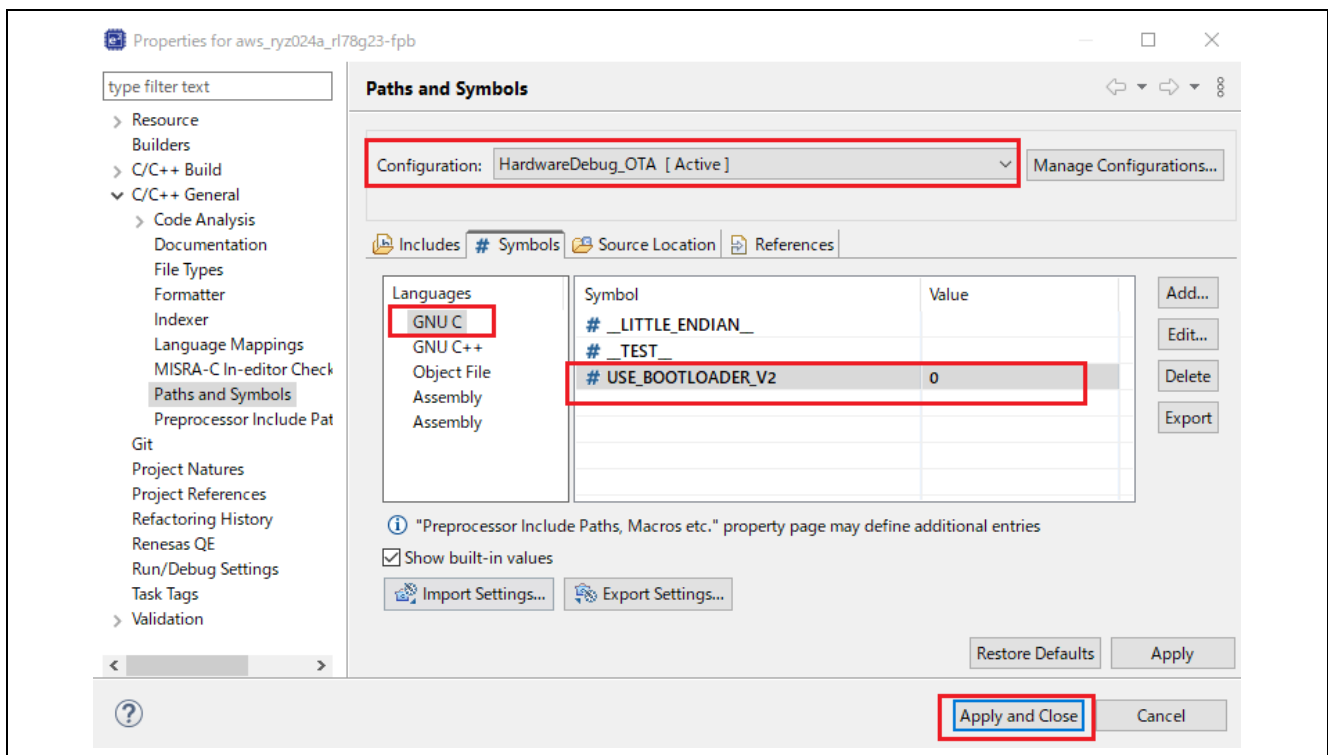 Properties for aws_ryz024a_rl78g23-fpb
type filter text
Resource
Builders
C/C++ Build
C/C++ General
Code Analysis
Documentation
File Types
Formatter
Indexer
Language Mappings
MISRA-C In-editor Check
Paths and Symbols
Preprocessor Include Pat
Git
Project Natures
Project References
Refactoring History
Renesas QE
Run/Debug Settings
Task Tags
Validation
Paths and Symbols
Configuration: HardwareDebug_OTA [ Active ] Manage Configurations...
Includes # Symbols Source Location References
Languages
GNU C
GNU C++
Object File
Assembly
Assembly
Symbol Value
# __LITTLE_ENDIAN__
# __TEST__
# USE_BOOTLOADER_V2 0
Add...
Edit...
Delete
Export
"Preprocessor Include Paths, Macros etc." property page may define additional entries
Show built-in values
Import Settings... Export Settings...
Restore Defaults Apply
? Apply and Close Cancel